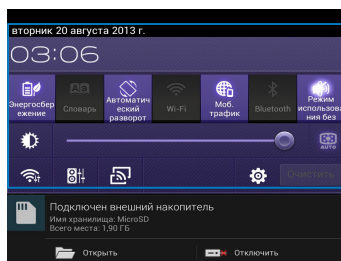 вторник 20 августа 2013 г.
03:06
Энергосбер
ежение
Словарь
Автоматич
еский
разворот
Wi-Fi
Моб.
трафик
Bluetooth
Режим
использова
ния без
AUTO
Очистить
Подключен внешний накопитель
Имя хранилища: MicroSD
Всего места: 1,90 ГБ
Открыть
Отключить